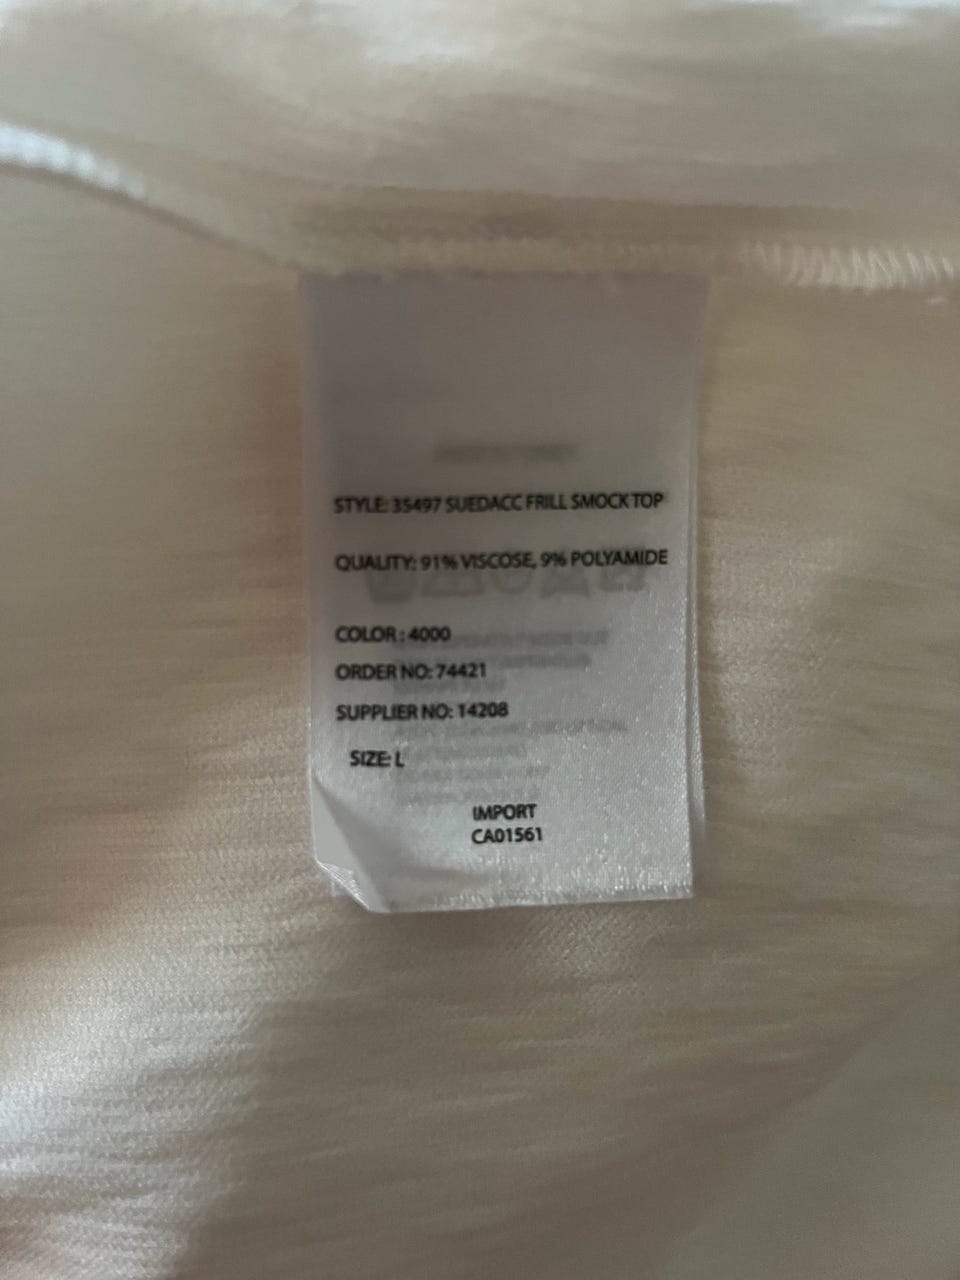 STYLE: 35497 SUEDACC FRILL SMOCK TOP
QUALITY: 91% VISCOSE, 9% POLYAMIDE
COLOR : 4000
ORDER NO: 74421
SUPPLIER NO: 14208
SIZE: L
IMPORT
CA01561